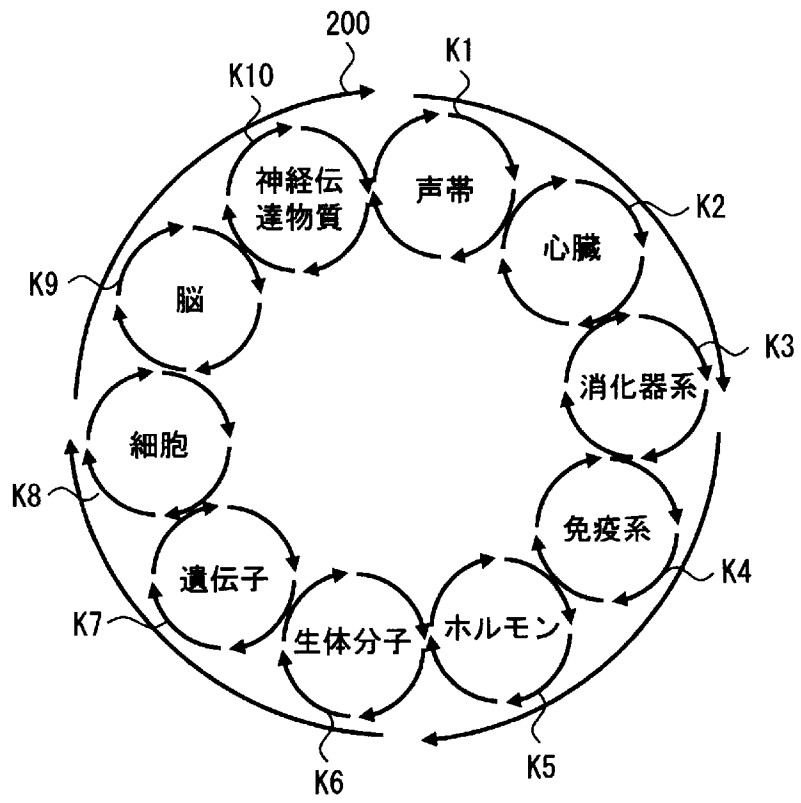 200
K1
声帯
K2
心臓
K3
消化器系
K4
免疫系
K5
ホルモン
K6
生体分子
K7
遺伝子
K8
細胞
K9
脳
K10
神経伝
達物質